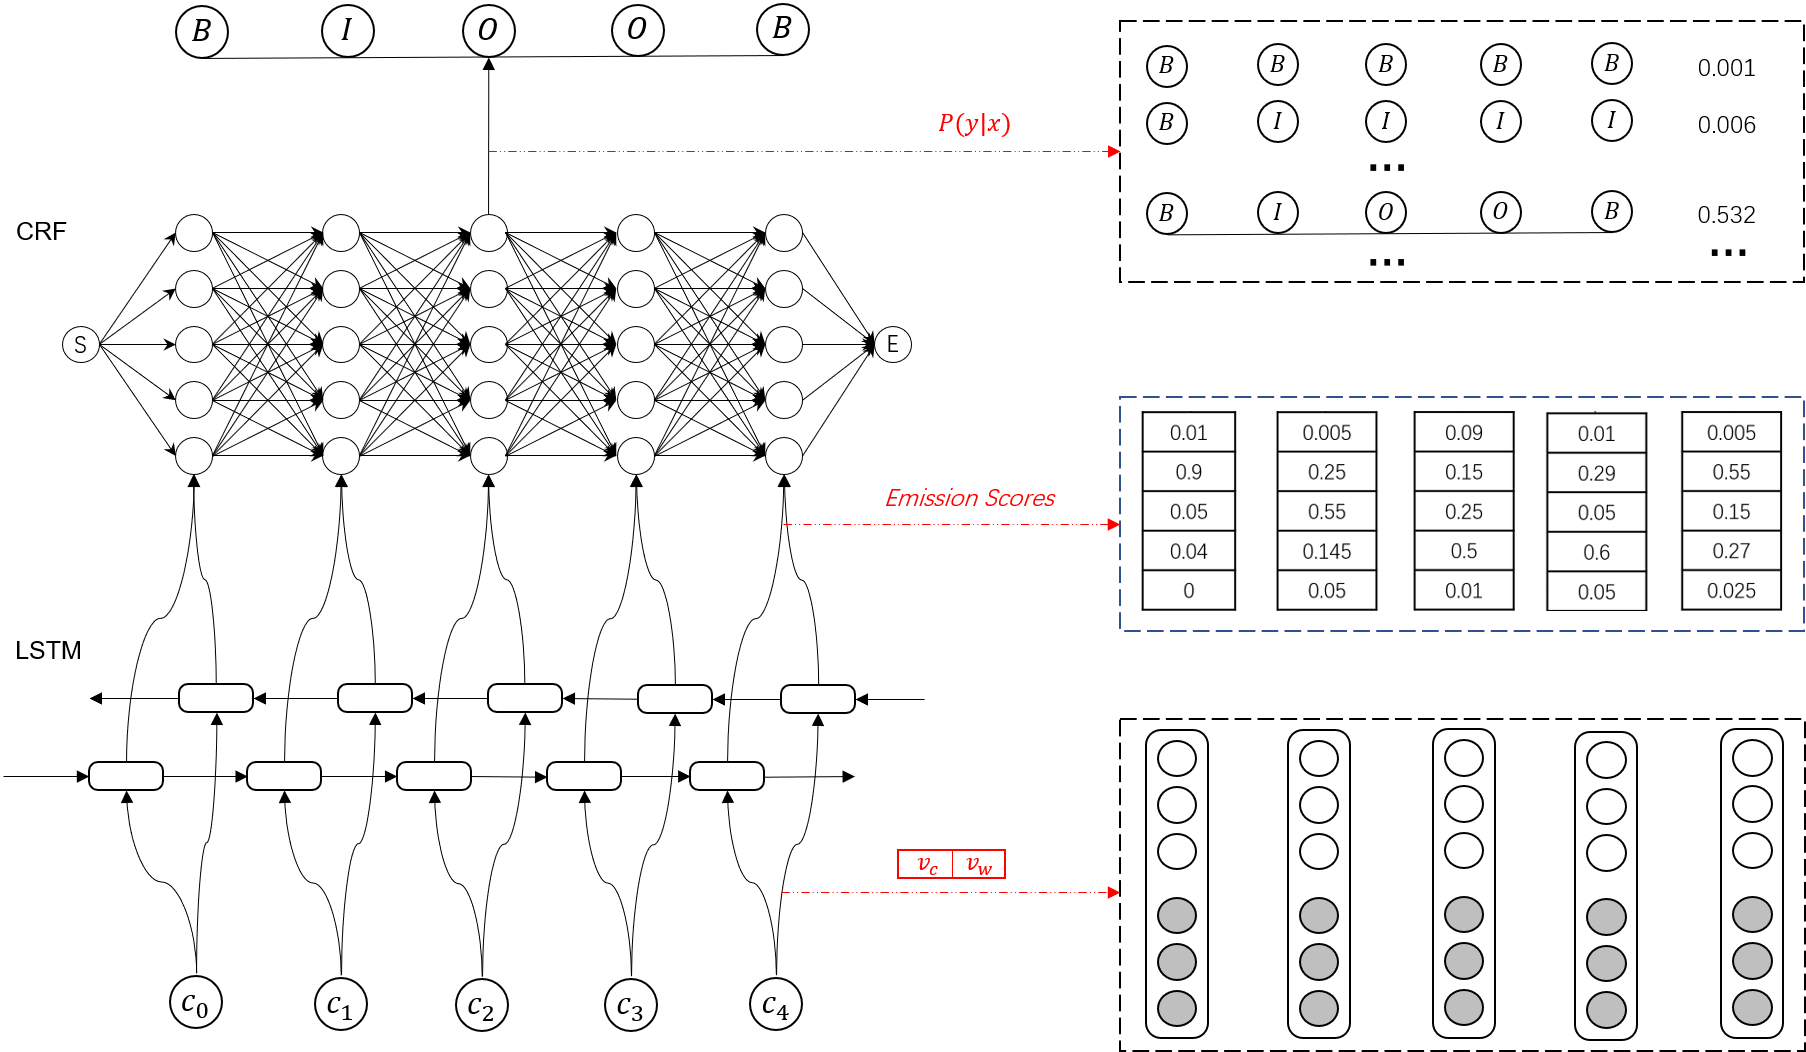 B I O O B
B B B B B 0.001
P(y|x)
B I I I I 0.006
...
CRF
B I O O B 0.532
...
...
S E
0.01 0.005 0.09 0.01 0.005
0.9 0.25 0.15 0.29 0.55
Emission Scores
0.05 0.55 0.25 0.05 0.15
0.04 0.145 0.5 0.6 0.27
0 0.05 0.01 0.05 0.025
LSTM
v_c v_w
c_0 c_1 c_2 c_3 c_4